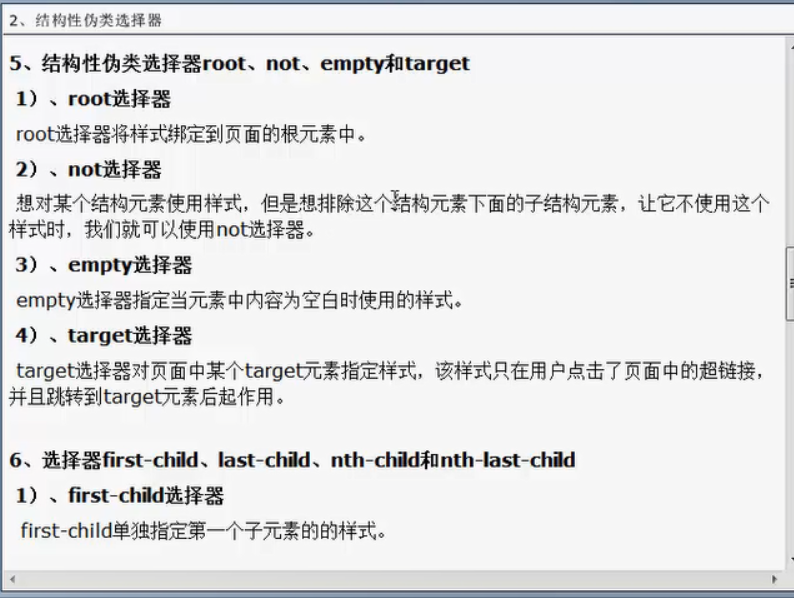 2、结构性伪类选择器
5、结构性伪类选择器root、not、empty和target
1）、root选择器
root选择器将样式绑定到页面的根元素中。
2）、not选择器
想对某个结构元素使用样式，但是想排除这个结构元素下面的子结构元素，让它不使用这个
样式时，我们就可以使用not选择器。
3）、empty选择器
empty选择器指定当元素中内容为空白时使用的样式。
4）、target选择器
target选择器对页面中某个target元素指定样式，该样式只在用户点击了页面中的超链接，
并且跳转到target元素后起作用。
6、选择器first-child、last-child、nth-child和nth-last-child
1）、first-child选择器
first-child单独指定第一个子元素的的样式。